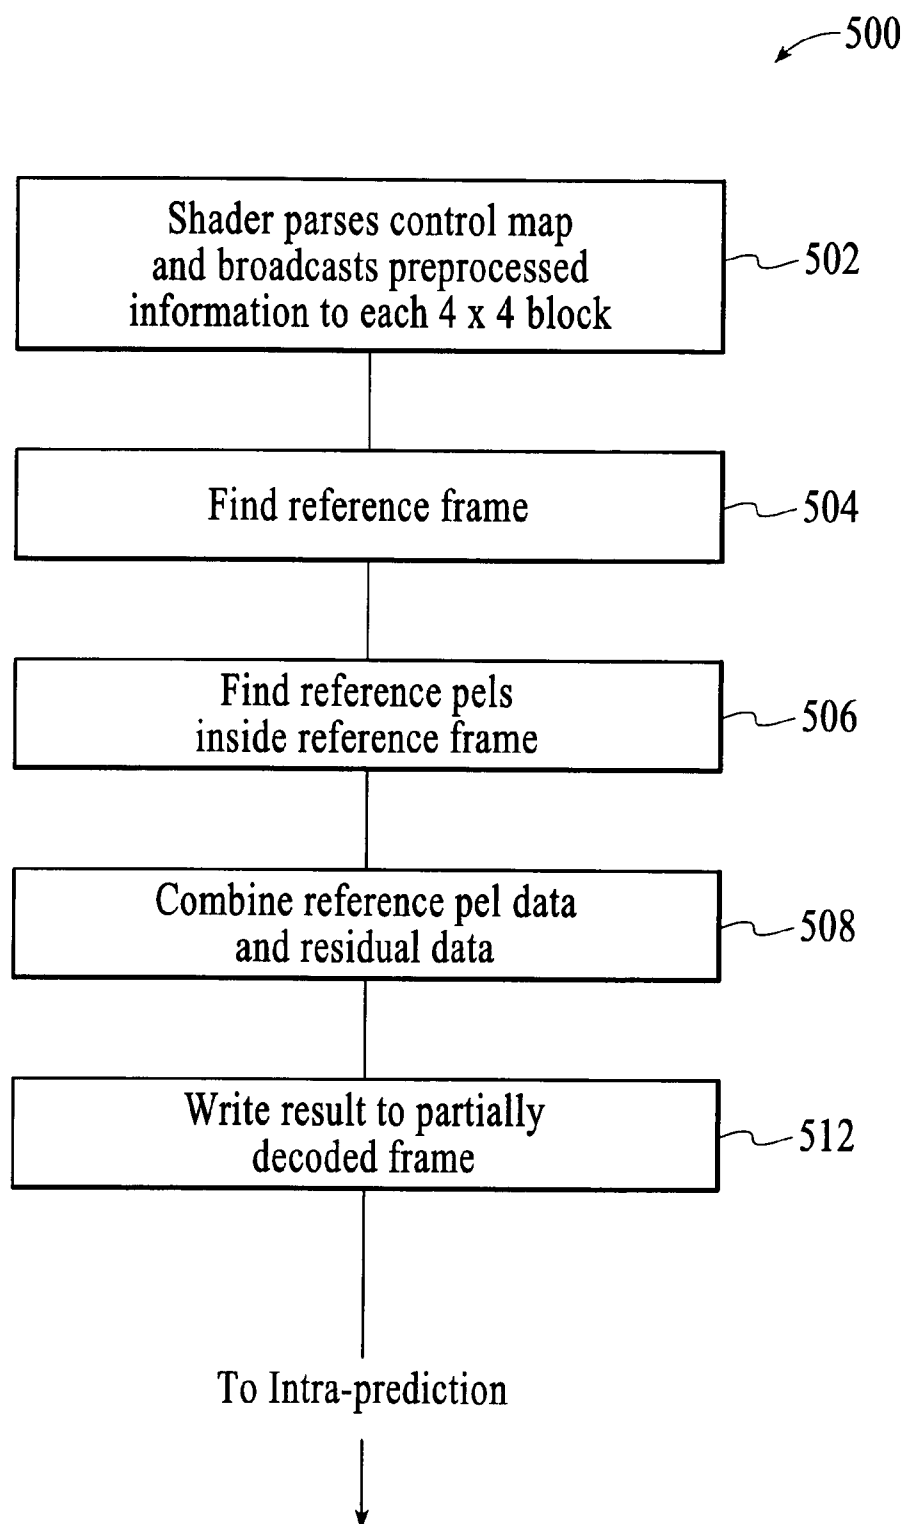 500
Shader parses control map
and broadcasts preprocessed
information to each 4 x 4 block
502
Find reference frame
504
Find reference pels
inside reference frame
506
Combine reference pel data
and residual data
508
Write result to partially
decoded frame
512
To Intra-prediction